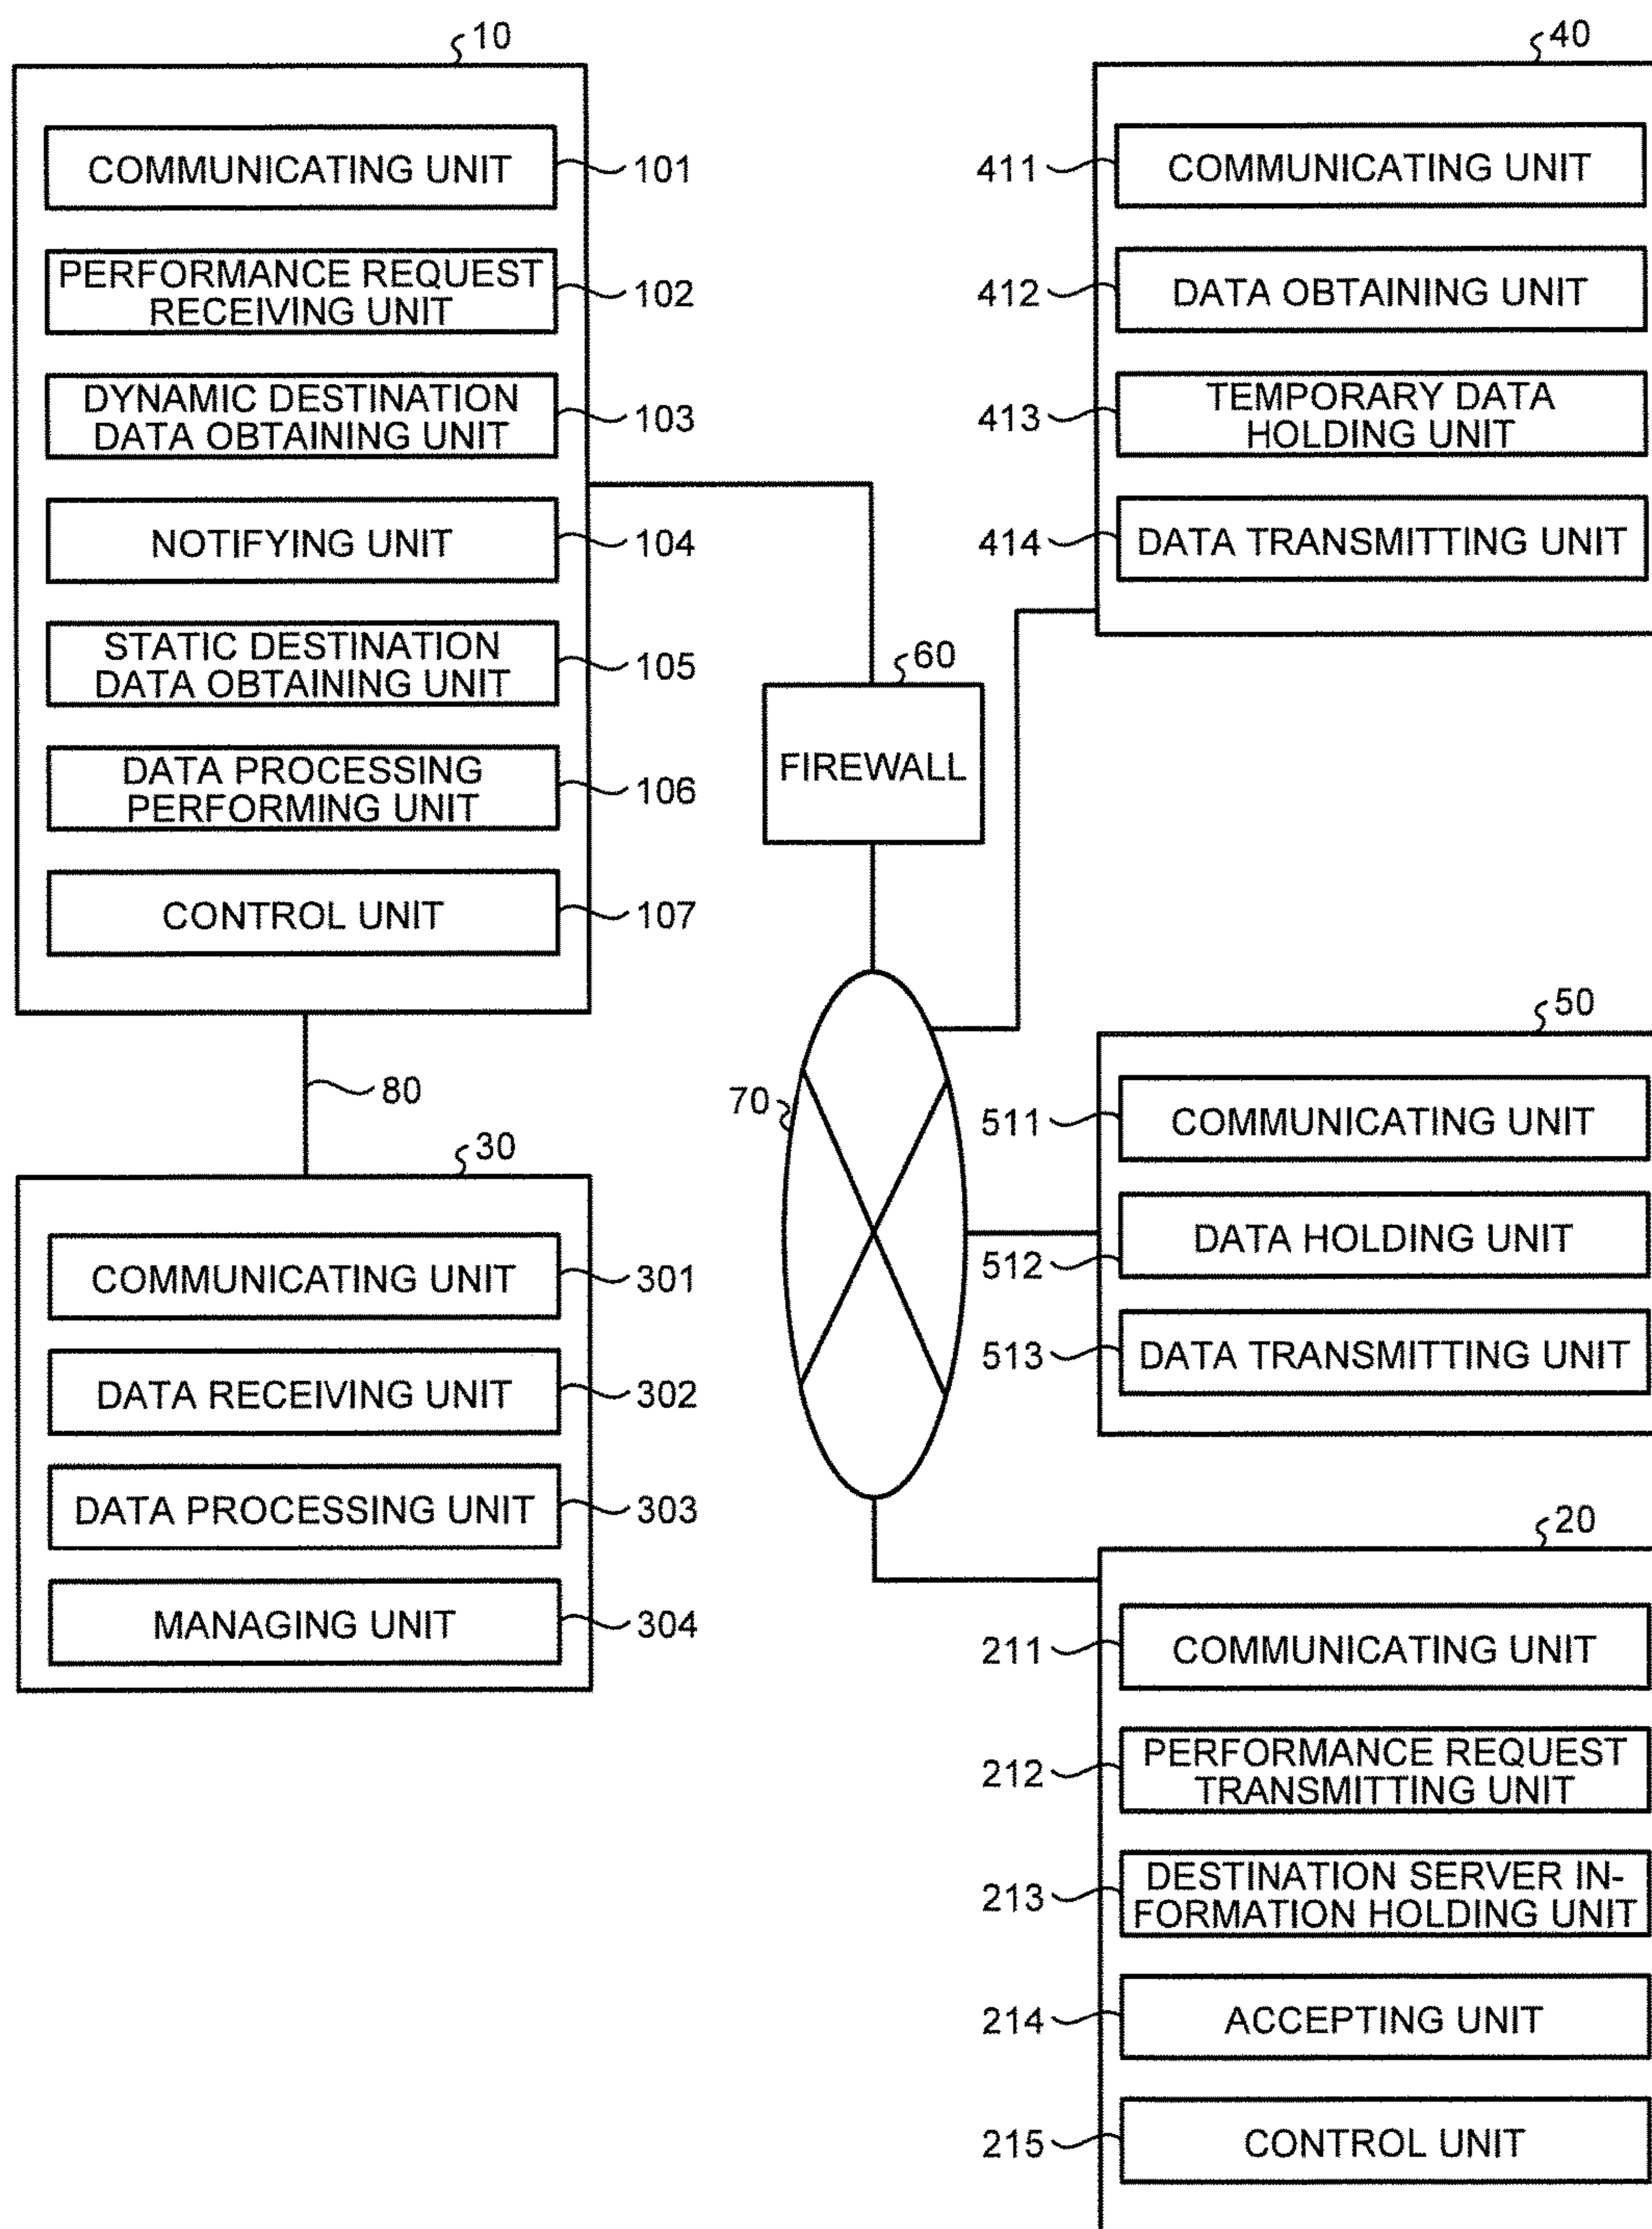 10
COMMUNICATING UNIT
101
PERFORMANCE REQUEST
RECEIVING UNIT
102
DYNAMIC DESTINATION
DATA OBTAINING UNIT
103
NOTIFYING UNIT
104
STATIC DESTINATION
DATA OBTAINING UNIT
105
DATA PROCESSING
PERFORMING UNIT
106
CONTROL UNIT
107
80
30
COMMUNICATING UNIT
301
DATA RECEIVING UNIT
302
DATA PROCESSING UNIT
303
MANAGING UNIT
304
60
FIREWALL
70
40
411
COMMUNICATING UNIT
412
DATA OBTAINING UNIT
413
TEMPORARY DATA
HOLDING UNIT
414
DATA TRANSMITTING UNIT
50
511
COMMUNICATING UNIT
512
DATA HOLDING UNIT
513
DATA TRANSMITTING UNIT
20
211
COMMUNICATING UNIT
212
PERFORMANCE REQUEST
TRANSMITTING UNIT
213
DESTINATION SERVER IN-
FORMATION HOLDING UNIT
214
ACCEPTING UNIT
215
CONTROL UNIT